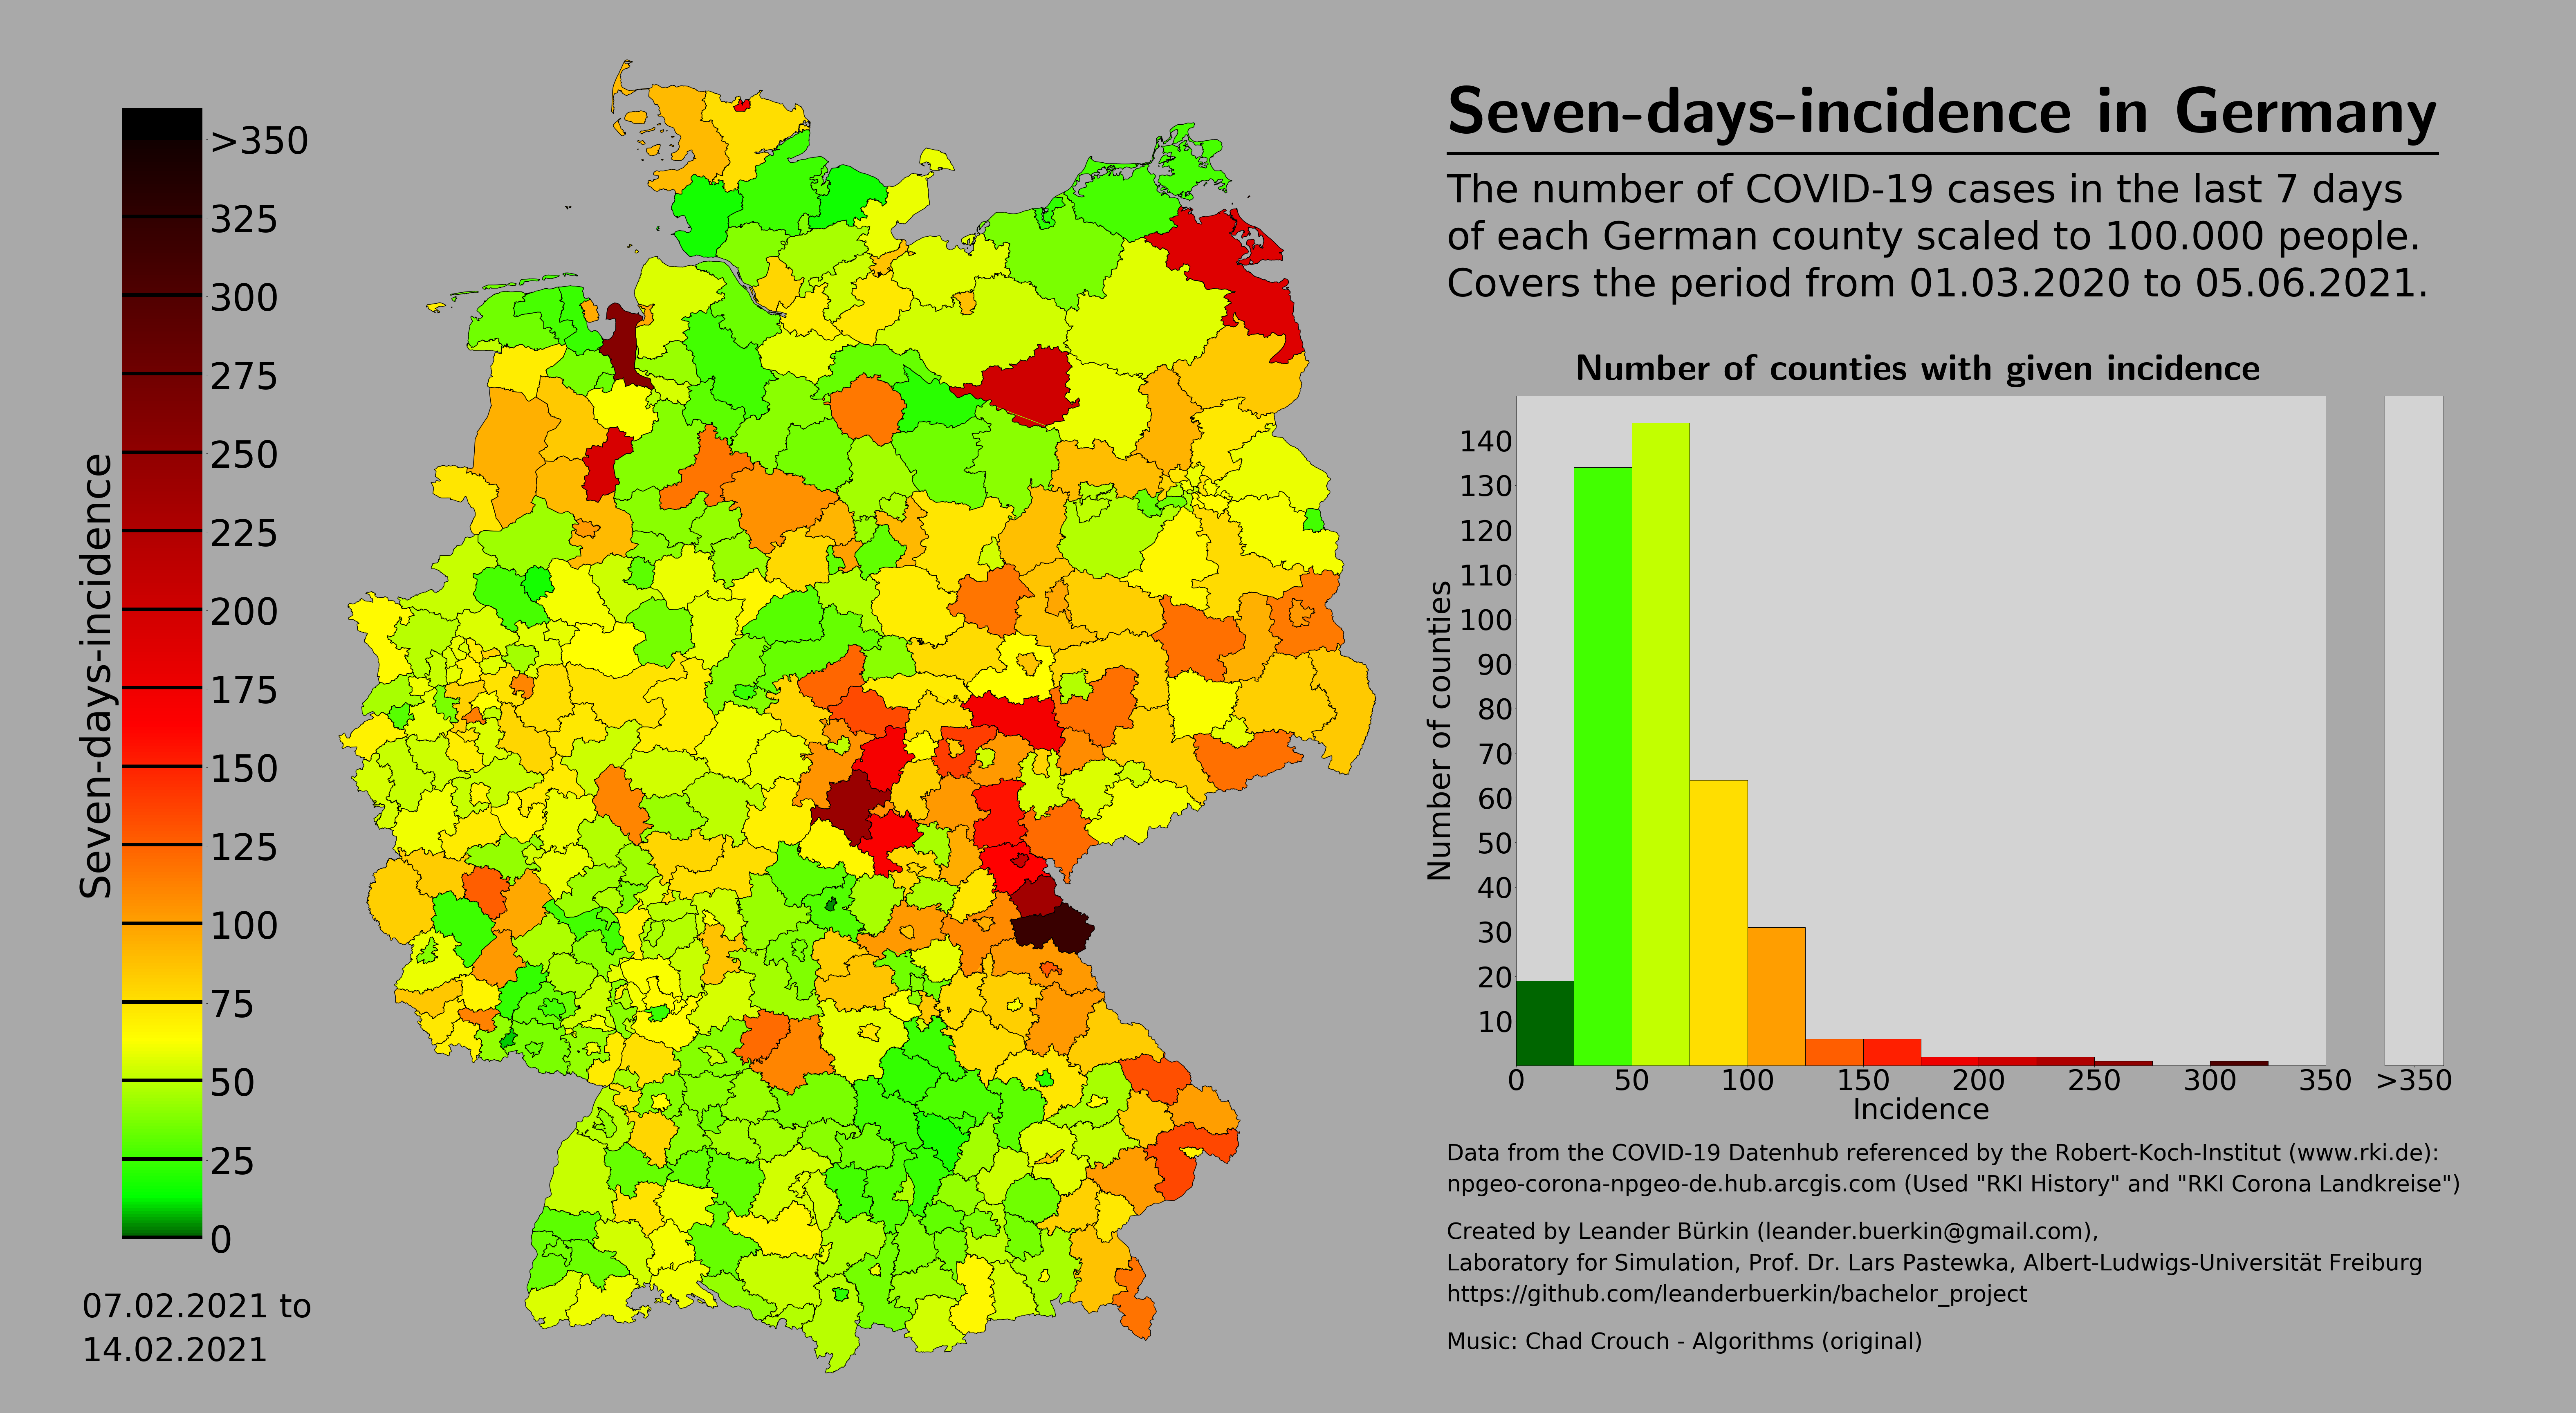 Seven-days-incidence in Germany
The number of COVID-19 cases in the last 7 days
of each German county scaled to 100.000 people.
Covers the period from 01.03.2020 to 05.06.2021.
Seven-days-incidence
>350
325
300
275
250
225
200
175
150
125
100
75
50
25
0
07.02.2021 to
14.02.2021
Number of counties with given incidence
Number of counties
140
130
120
110
100
90
80
70
60
50
40
30
20
10
0 50 100 150 200 250 300 350 >350
Incidence
Data from the COVID-19 Datenhub referenced by the Robert-Koch-Institut (www.rki.de):
npgeo-corona-npgeo-de.hub.arcgis.com (Used "RKI History" and "RKI Corona Landkreise")
Created by Leander Bürkin (leander.buerkin@gmail.com),
Laboratory for Simulation, Prof. Dr. Lars Pastewka, Albert-Ludwigs-Universität Freiburg
https://github.com/leanderbuerkin/bachelor_project
Music: Chad Crouch - Algorithms (original)